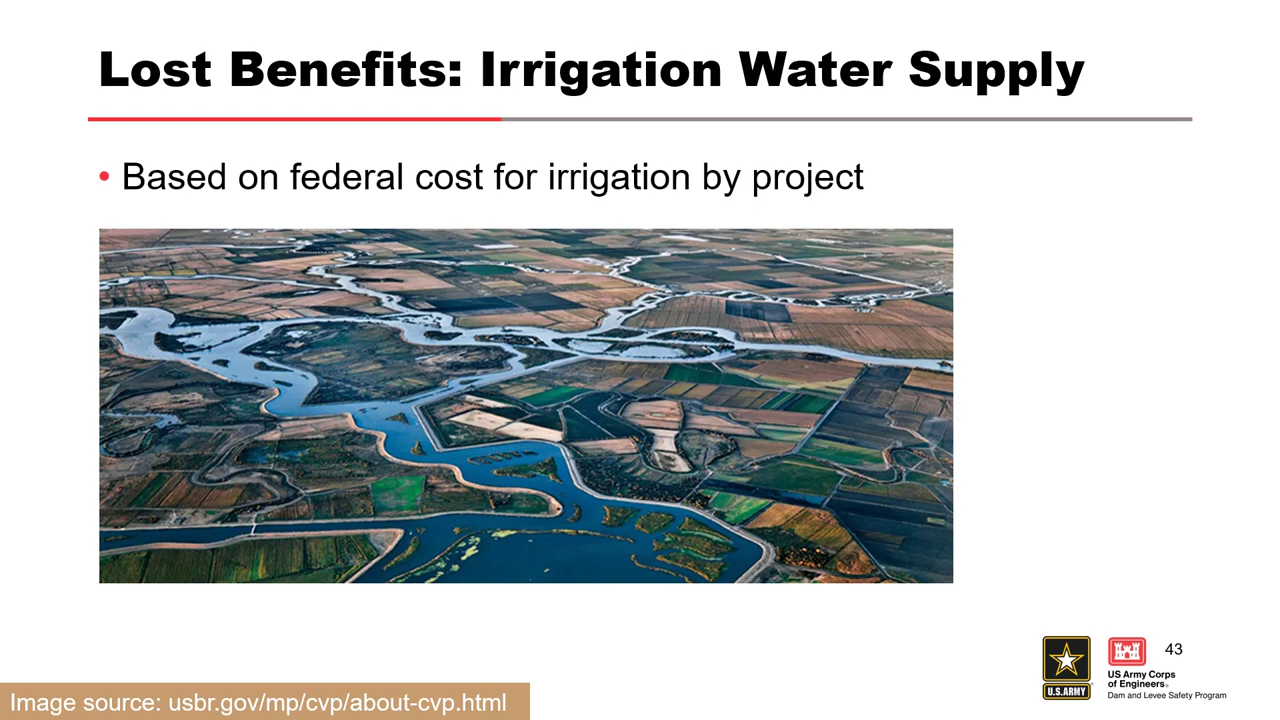 Lost Benefits: Irrigation Water Supply
• Based on federal cost for irrigation by project
43
U.S.ARMY
US Army Corps
of Engineers®
Dam and Levee Safety Program
Image source: usbr.gov/mp/cvp/about-cvp.html